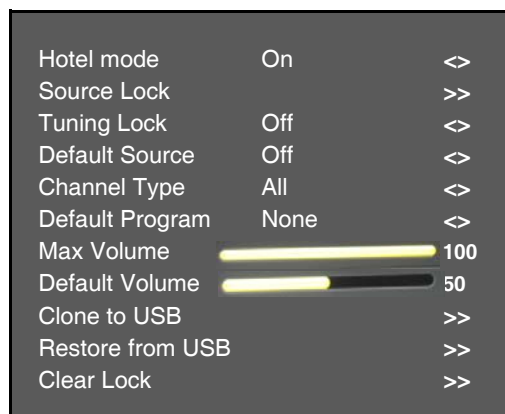 Hotel mode On <>
Source Lock >>
Tuning Lock Off <>
Default Source Off <>
Channel Type All <>
Default Program None <>
Max Volume 100
Default Volume 50
Clone to USB >>
Restore from USB >>
Clear Lock >>